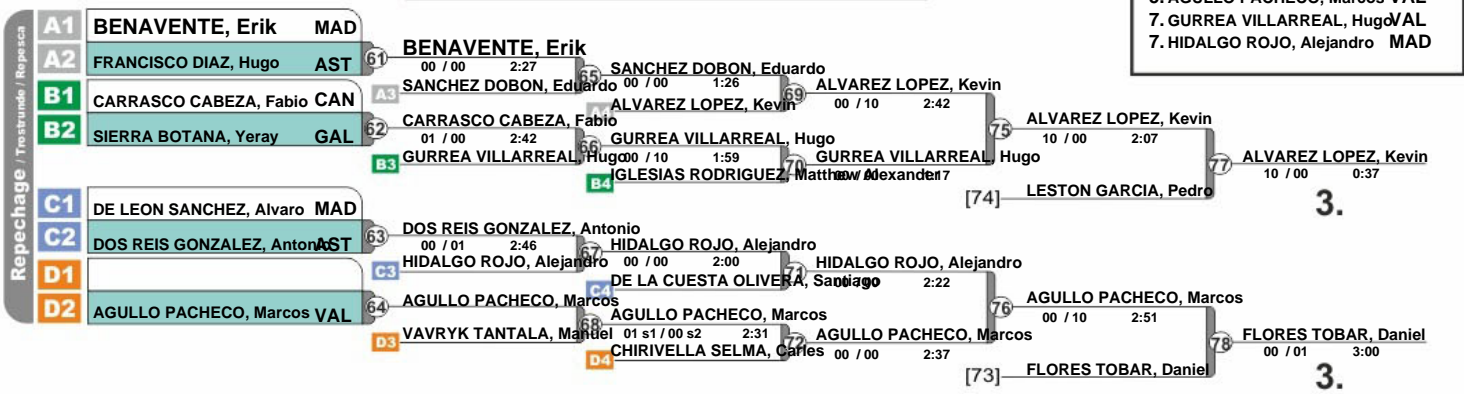 5. AGULLO PACHECO, Marcos VAL
7. GURREA VILLARREAL, Hugo VAL
7. HIDALGO ROJO, Alejandro MAD
Repechage / Trostrunde / Repesca
A1 BENAVENTE, Erik MAD
A2 FRANCISCO DIAZ, Hugo AST
B1 CARRASCO CABEZA, Fabio CAN
B2 SIERRA BOTANA, Yeray GAL
C1 DE LEON SANCHEZ, Alvaro MAD
C2 DOS REIS GONZALEZ, Antonio AST
D1
D2 AGULLO PACHECO, Marcos VAL
61 BENAVENTE, Erik
00 / 00 2:27
A3 SANCHEZ DOBON, Eduardo
62 CARRASCO CABEZA, Fabio
01 / 00 2:42
B3 GURREA VILLARREAL, Hugo
63 DOS REIS GONZALEZ, Antonio
00 / 01 2:46
C3 HIDALGO ROJO, Alejandro
64 AGULLO PACHECO, Marcos
D3 VAVRYK TANTALA, Manuel
65 SANCHEZ DOBON, Eduardo
00 / 00 1:26
A4 ALVAREZ LOPEZ, Kevin
66 GURREA VILLARREAL, Hugo
00 / 10 1:59
B4 IGLESIAS RODRIGUEZ, Matthew Alexander
67 HIDALGO ROJO, Alejandro
00 / 00 2:00
C4 DE LA CUESTA OLIVERA, Santiago
68 AGULLO PACHECO, Marcos
01 s1 / 00 s2 2:31
D4 CHIRIVELLA SELMA, Carles
69 ALVAREZ LOPEZ, Kevin
00 / 10 2:42
70 GURREA VILLARREAL, Hugo
1:17
71 HIDALGO ROJO, Alejandro
00 / 00 2:22
72 AGULLO PACHECO, Marcos
00 / 00 2:37
75 ALVAREZ LOPEZ, Kevin
10 / 00 2:07
[74] LESTON GARCIA, Pedro
76 AGULLO PACHECO, Marcos
00 / 10 2:51
[73] FLORES TOBAR, Daniel
77 ALVAREZ LOPEZ, Kevin
10 / 00 0:37
3.
78 FLORES TOBAR, Daniel
00 / 01 3:00
3.